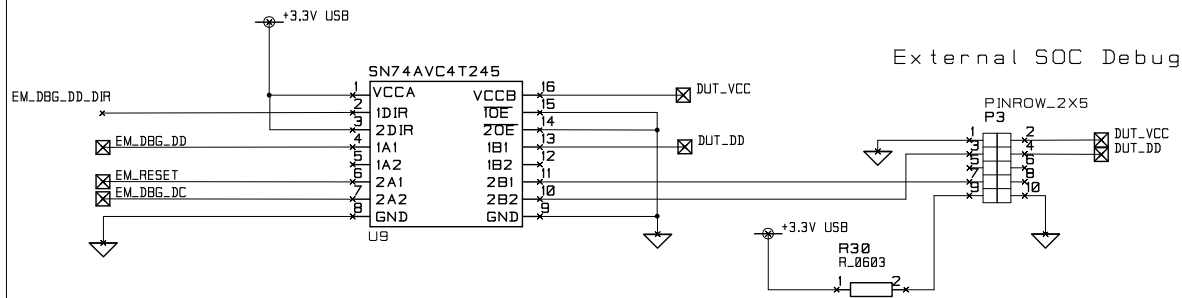 +3.3V USB
External SOC Debug
SN74AVC4T245
EM_DBG_DD_DIR
EM_DBG_DD
EM_RESET
EM_DBG_DC
1 VCCA VCCB 16
2 1DIR 1OE 15
3 2DIR 2OE 14
4 1A1 1B1 13
5 1A2 1B2 12
6 2A1 2B1 11
7 2A2 2B2 10
8 GND GND 9
U9
DUT_VCC
DUT_DD
PINROW_2X5
P3
1 2
3 4
5 6
7 8
9 10
DUT_VCC
DUT_DD
+3.3V USB
R30
R_0603
1 2